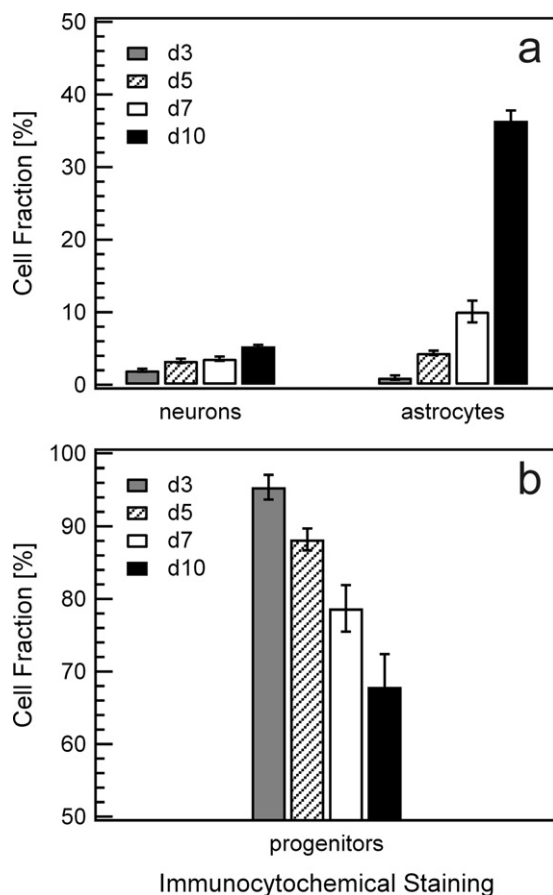 50
40
30
20
10
0
Cell Fraction [%]
d3
d5
d7
d10
a
neurons astrocytes
100
90
80
70
60
50
Cell Fraction [%]
d3
d5
d7
d10
b
progenitors
Immunocytochemical Staining